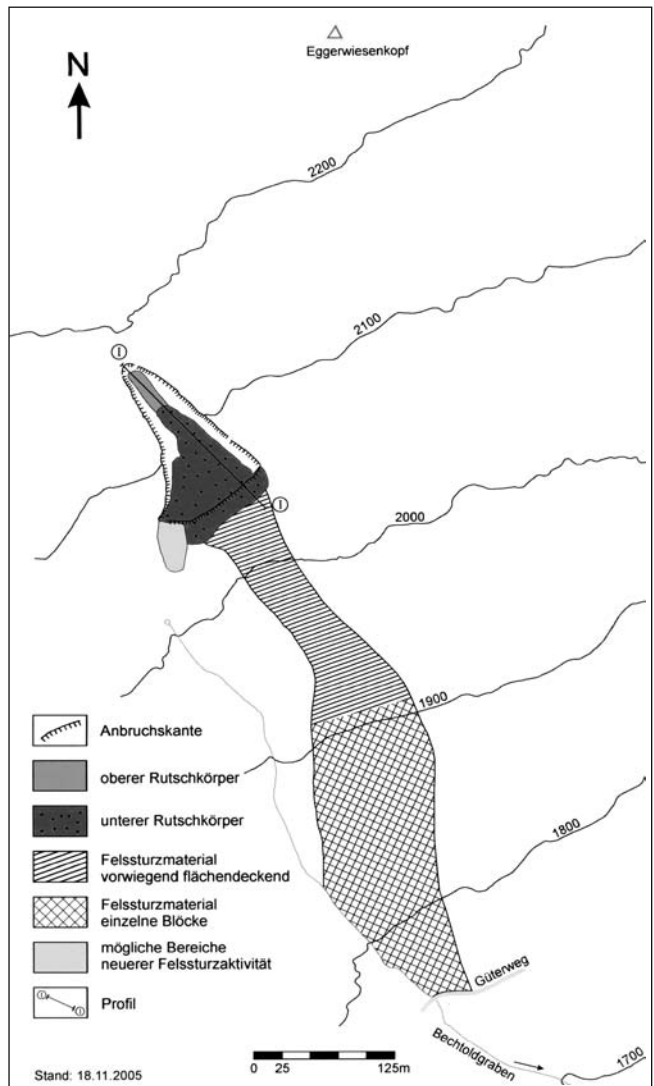 N
Eggerwiesenkopf
2200
2100
I
I
2000
1900
1800
Anbruchskante
oberer Rutschkörper
unterer Rutschkörper
Felssturzmaterial
vorwiegend flächendeckend
Felssturzmaterial
einzelne Blöcke
mögliche Bereiche
neuerer Felssturzaktivität
I
I
Profil
Güterweg
Bechtoldgraben
1700
0 25 125m
Stand: 18.11.2005